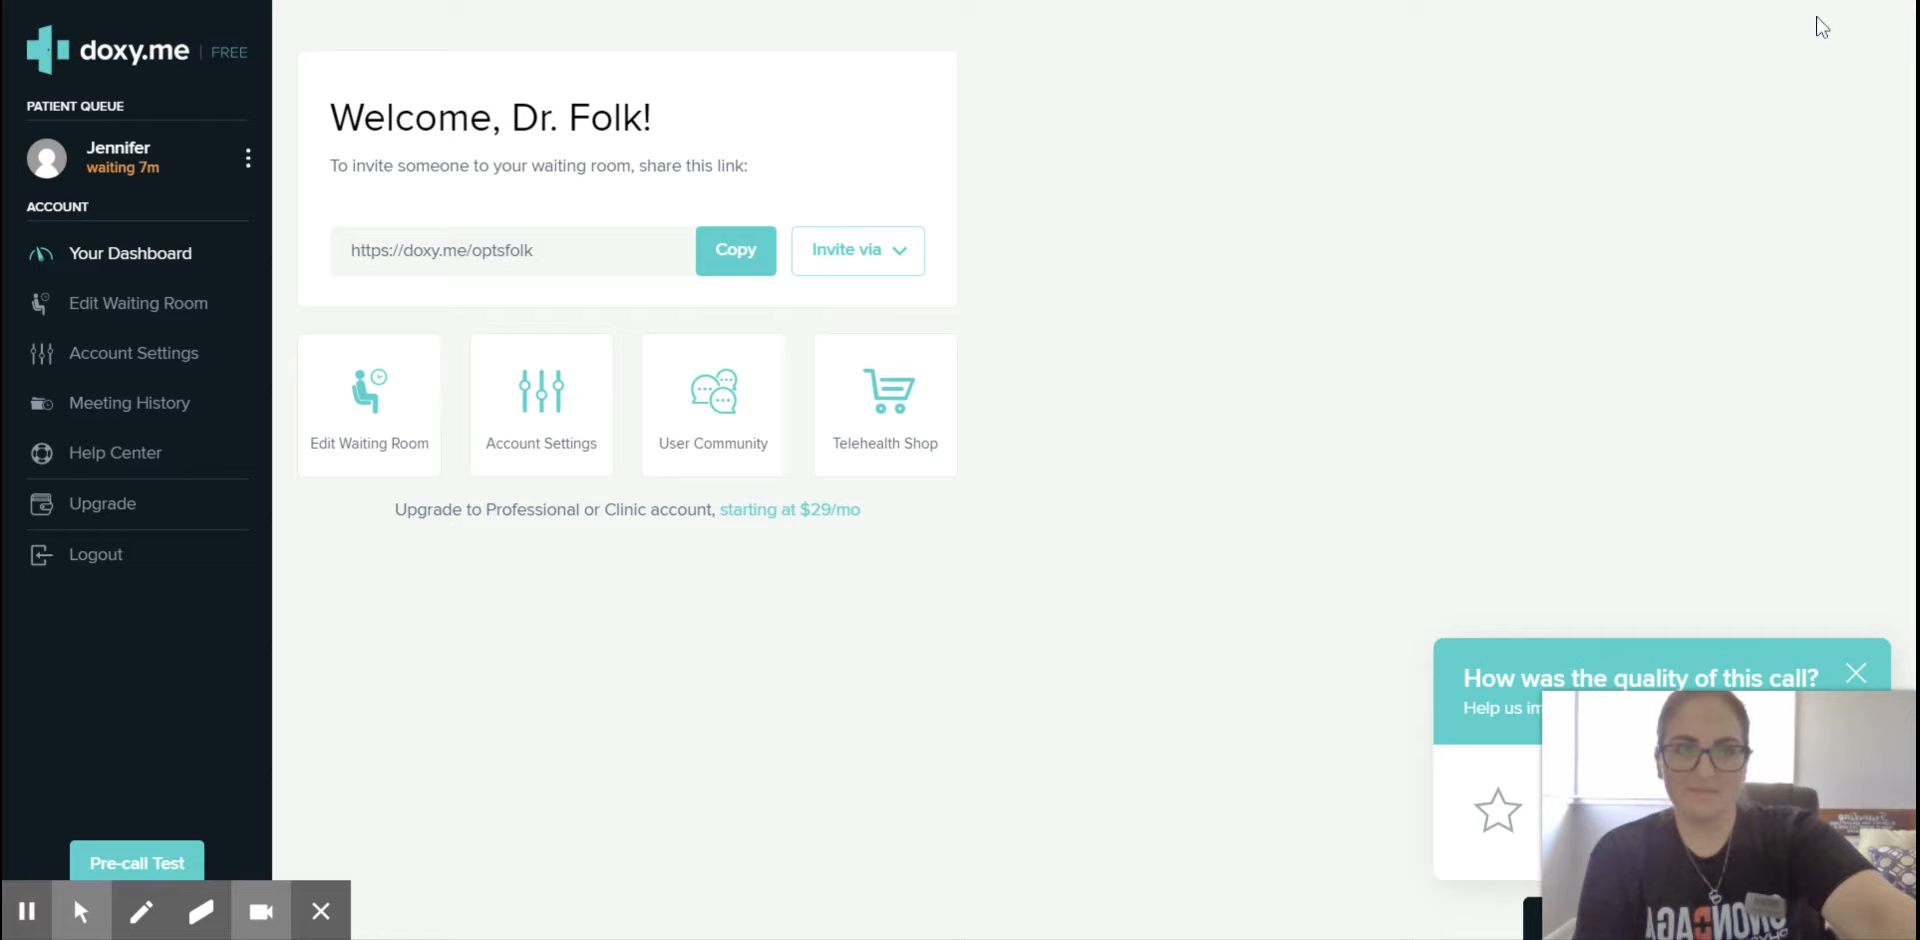 doxy.me | FREE
PATIENT QUEUE
Jennifer
waiting 7m
ACCOUNT
Your Dashboard
Edit Waiting Room
Account Settings
Meeting History
Help Center
Upgrade
Logout
Pre-call Test
Welcome, Dr. Folk!
To invite someone to your waiting room, share this link:
https://doxy.me/optsfolk
Copy
Invite via
Edit Waiting Room
Account Settings
User Community
Telehealth Shop
Upgrade to Professional or Clinic account, starting at $29/mo
How was the quality of this call?
Help us